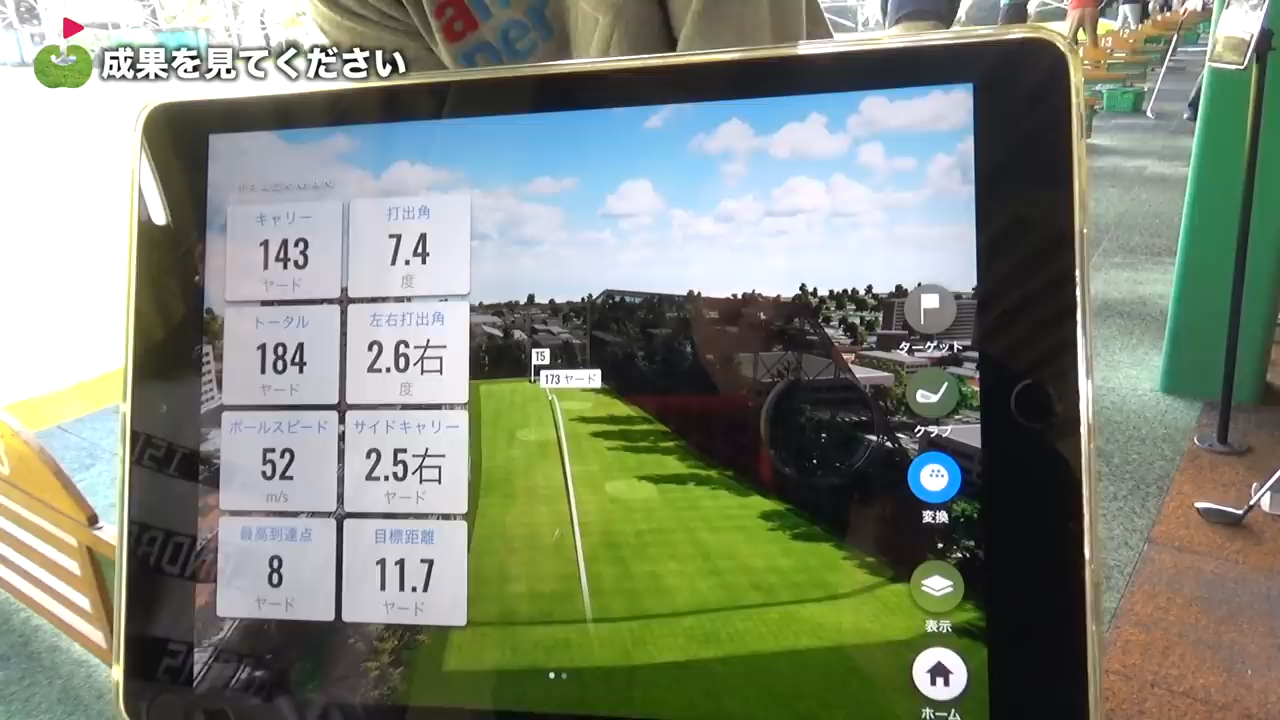 成果を見てください
TRACKMAN
キャリー
143
ヤード
打出角
7.4
度
トータル
184
ヤード
左右打出角
2.6右
度
ボールスピード
52
m/s
サイドキャリー
2.5右
ヤード
最高到達点
8
ヤード
目標距離
11.7
ヤード
T5
173 ヤード
ターゲット
クラブ
変換
表示
ホーム
13
12